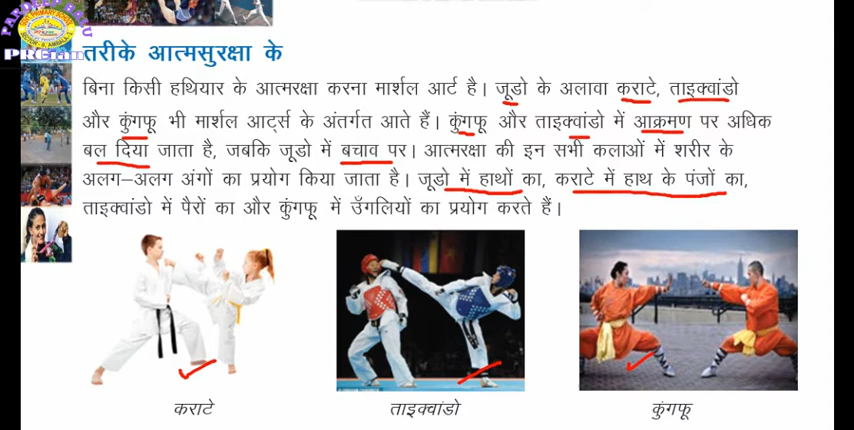 PREram
तरीके आत्मसुरक्षा के
बिना किसी हथियार के आत्मरक्षा करना मार्शल आर्ट है। जूडो के अलावा कराटे, ताइक्वांडो
और कुंगफू भी मार्शल आर्ट्स के अंतर्गत आते हैं। कुंगफू और ताइक्वांडो में आक्रमण पर अधिक
बल दिया जाता है, जबकि जूडो में बचाव पर। आत्मरक्षा की इन सभी कलाओं में शरीर के
अलग–अलग अंगों का प्रयोग किया जाता है। जूडो में हाथों का, कराटे में हाथ के पंजों का,
ताइक्वांडो में पैरों का और कुंगफू में उँगलियों का प्रयोग करते हैं।
कराटे
ताइक्वांडो
कुंगफू